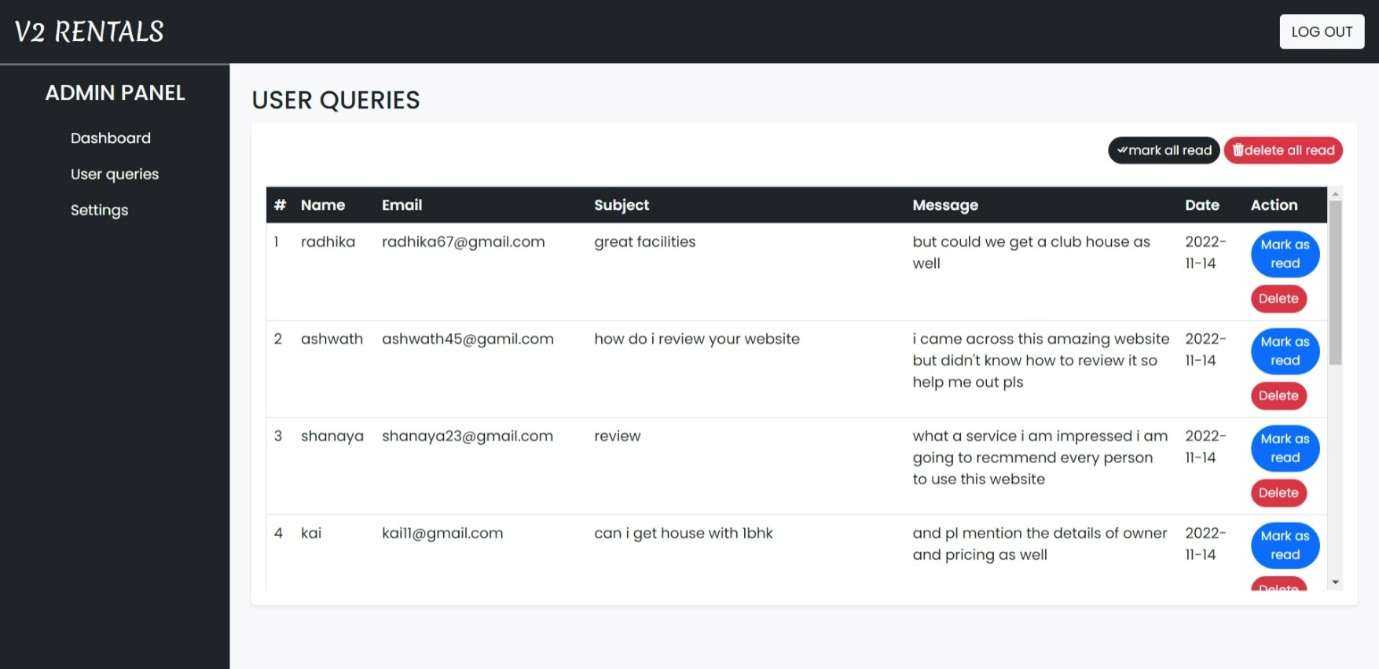 V2 RENTALS
LOG OUT
ADMIN PANEL
Dashboard
User queries
Settings
USER QUERIES
mark all read
delete all read
# Name Email Subject Message Date Action
1 radhika radhika67@gmail.com great facilities but could we get a club house as 2022- Mark as
well 11-14 read
Delete
2 ashwath ashwath45@gamil.com how do i review your website i came across this amazing website 2022- Mark as
but didn't know how to review it so 11-14 read
help me out pls
Delete
3 shanaya shanaya23@gmail.com review what a service i am impressed i am 2022- Mark as
going to recmmend every person 11-14 read
to use this website
Delete
4 kai kai11@gmail.com can i get house with 1bhk and pl mention the details of owner 2022- Mark as
and pricing as well 11-14 read
Delete